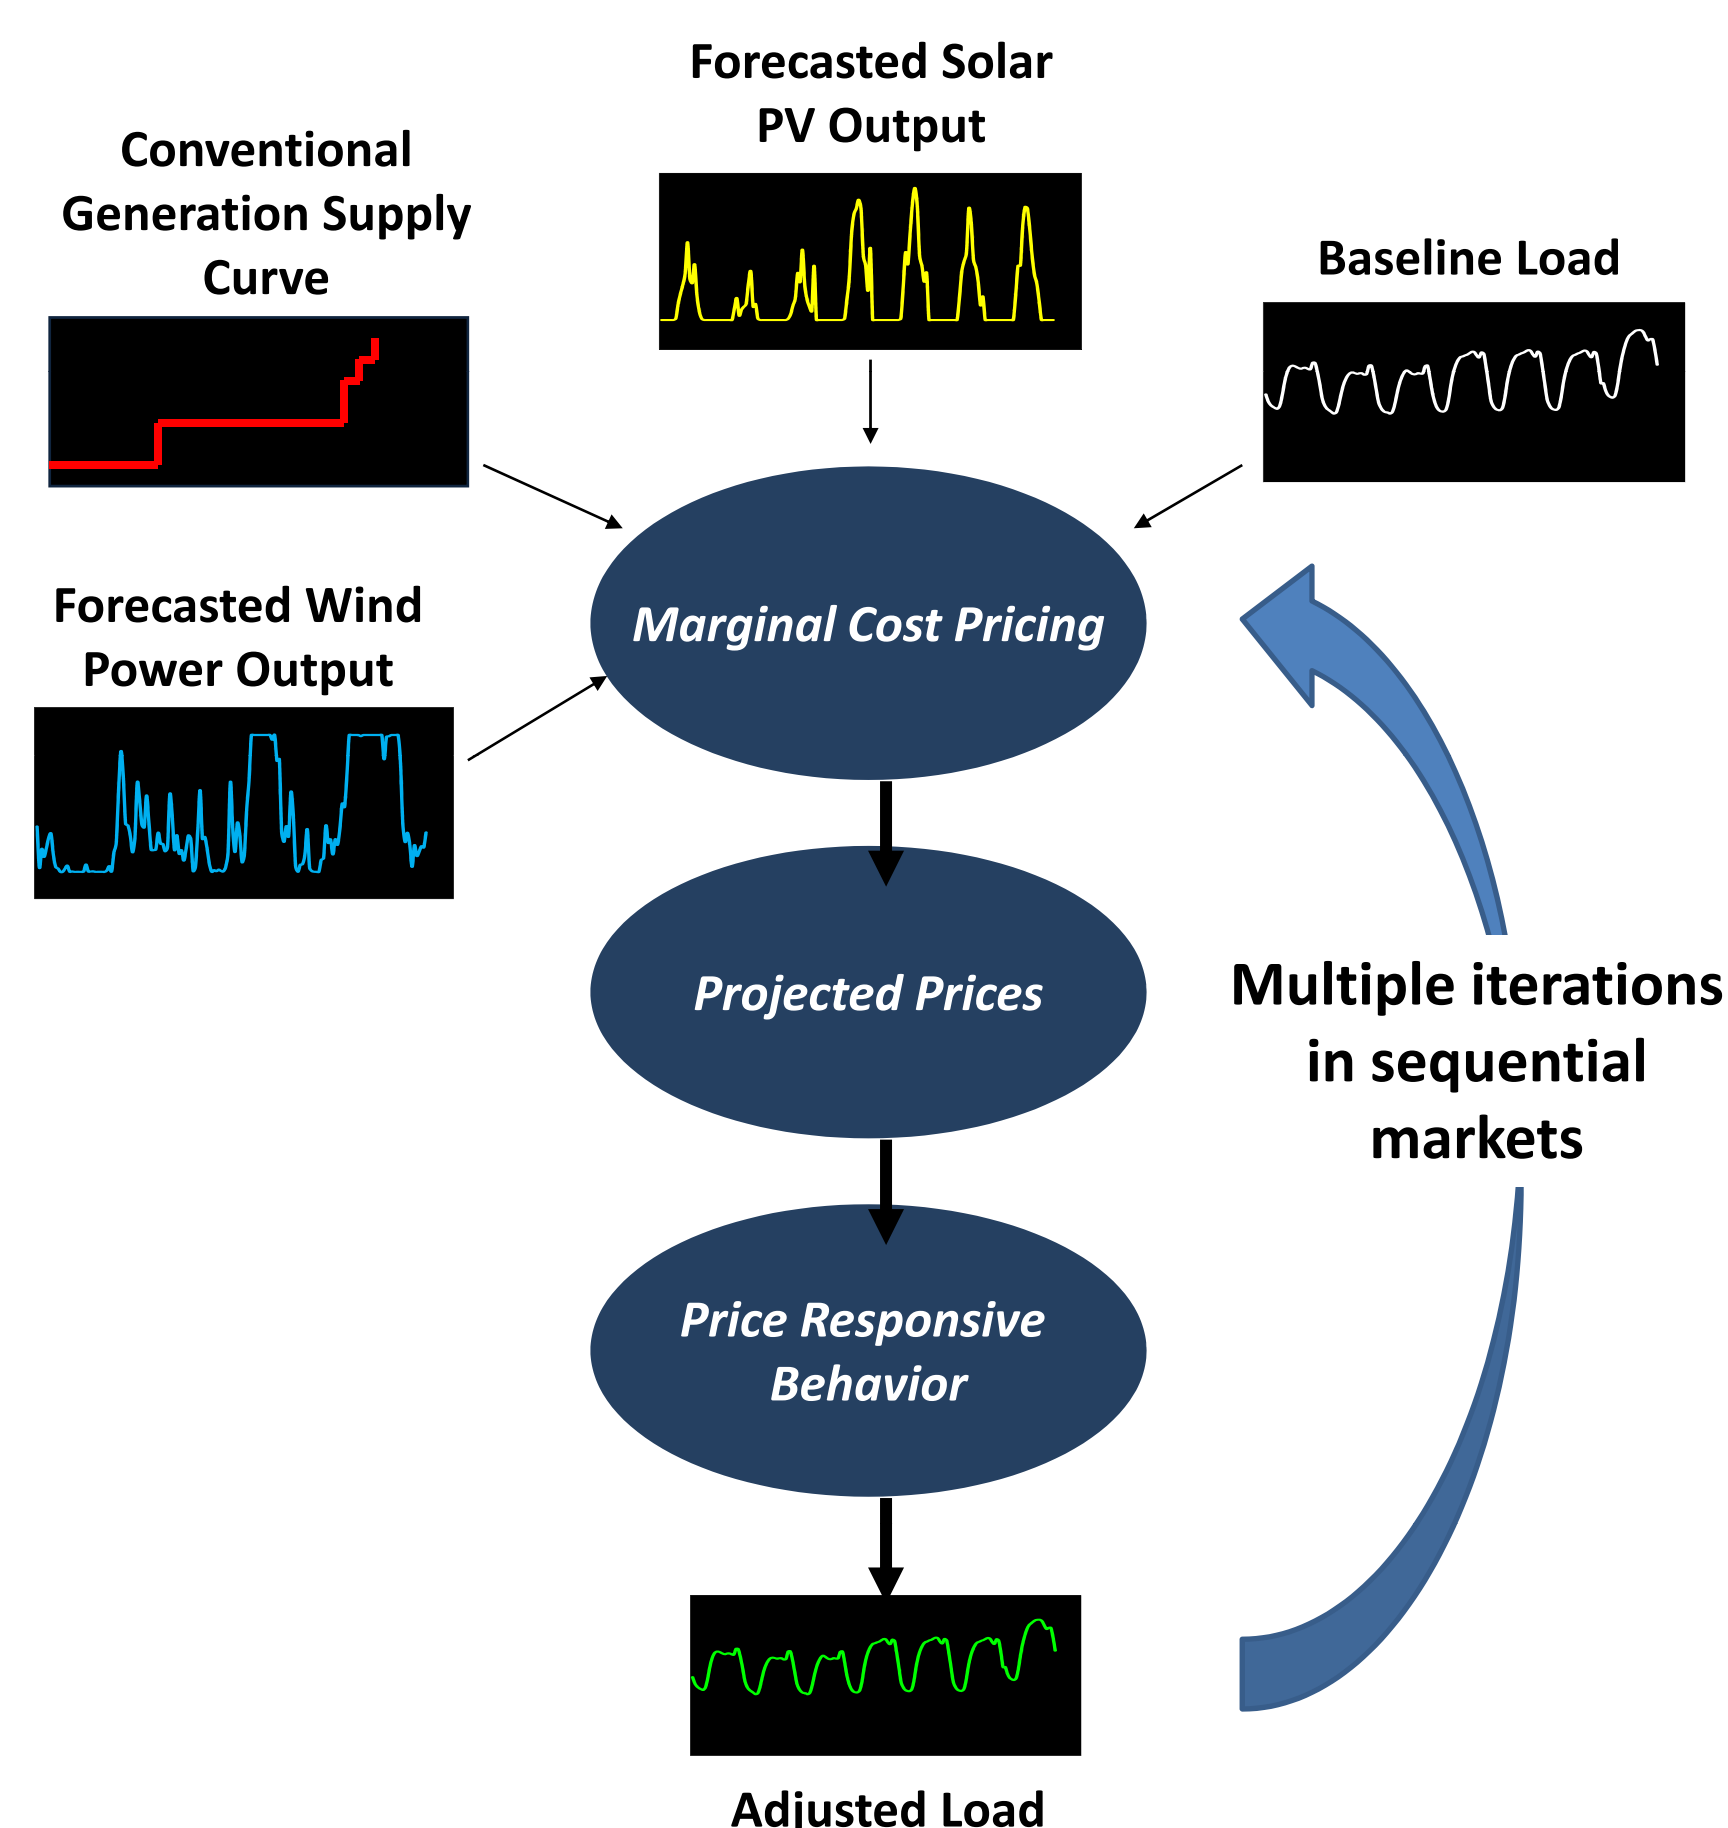 Forecasted Solar
PV Output
Conventional
Generation Supply
Curve
Baseline Load
Forecasted Wind
Power Output
Marginal Cost Pricing
Projected Prices
Multiple iterations
in sequential
markets
Price Responsive
Behavior
Adjusted Load